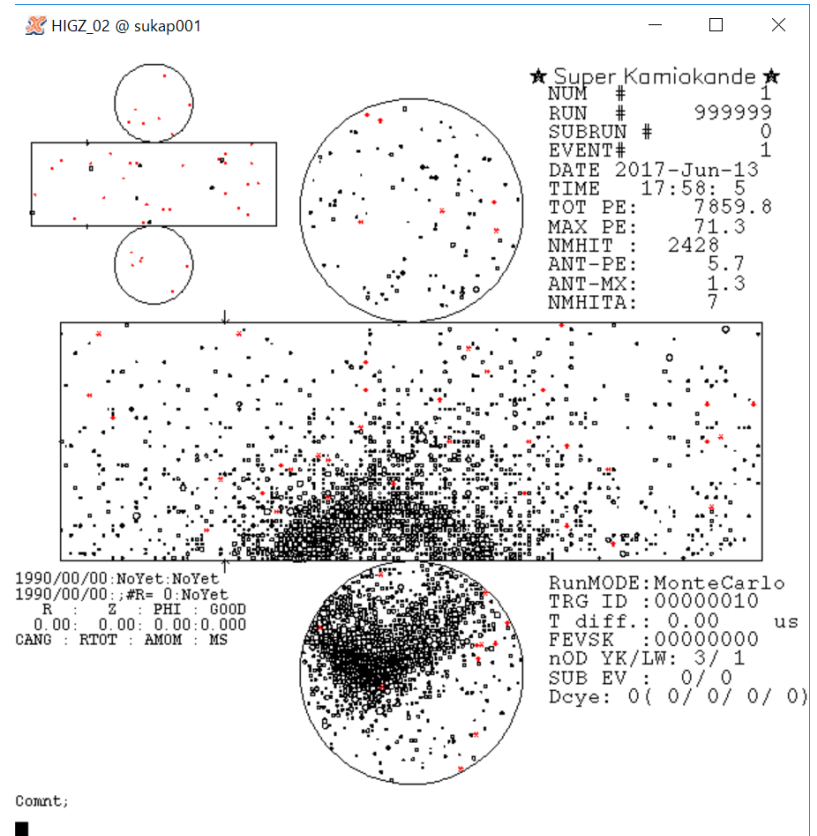 HIGZ_02 @ sukap001
★ Super Kamiokande ★
NUM # 1
RUN # 999999
SUBRUN # 0
EVENT# 1
DATE 2017-Jun-13
TIME 17:58: 5
TOT PE: 7859.8
MAX PE: 71.3
NMHIT : 2428
ANT-PE: 5.7
ANT-MX: 1.3
NMHITA: 7
1990/00/00:NoYet:NoYet
1990/00/00:;#R= 0:NoYet
R : Z : PHI : GOOD
0.00: 0.00: 0.00:0.000
CANG : RTOT : AMOM : MS
RunMODE:MonteCarlo
TRG ID :00000010
T diff.: 0.00 us
FEVSK :00000000
nOD YK/LW: 3/ 1
SUB EV : 0/ 0
Dcye: 0( 0/ 0/ 0/ 0)
Comnt;